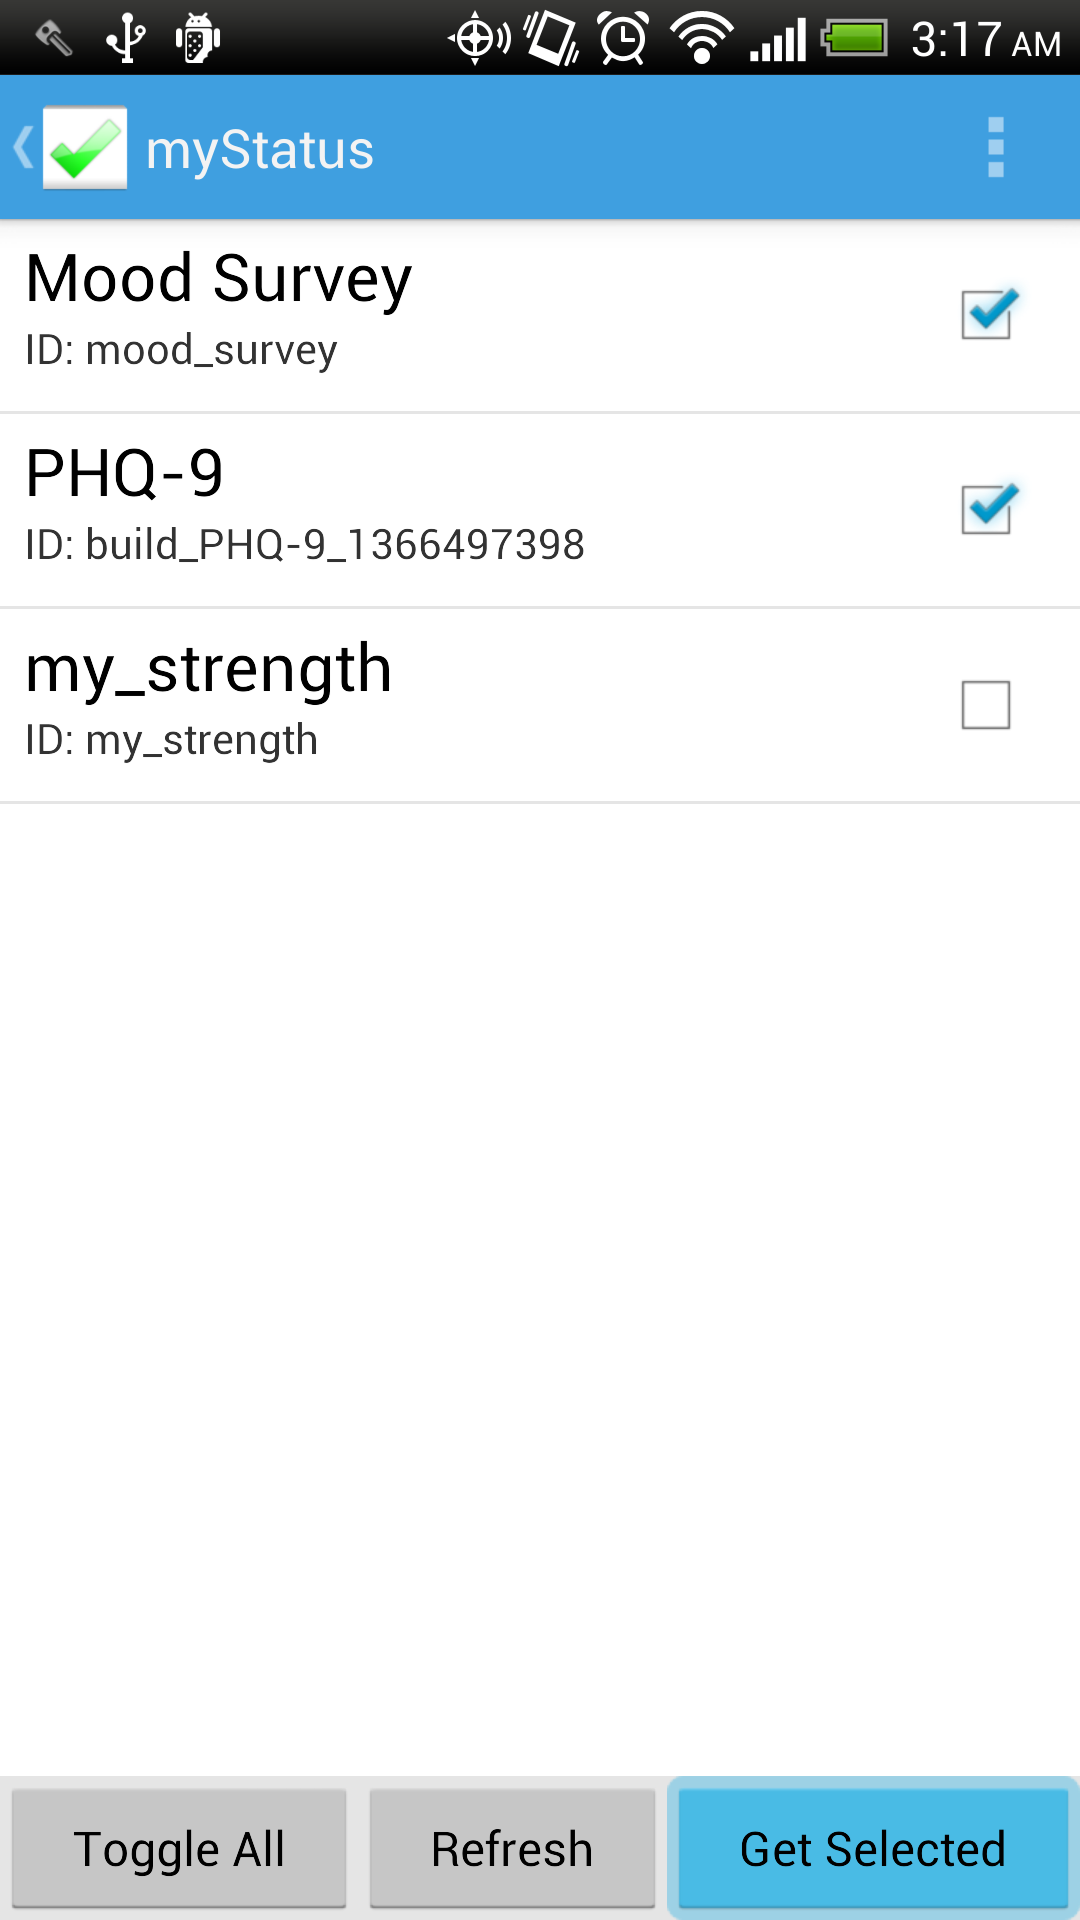 3:17 AM
myStatus
Mood Survey
ID: mood_survey
PHQ-9
ID: build_PHQ-9_1366497398
my_strength
ID: my_strength
Toggle All
Refresh
Get Selected